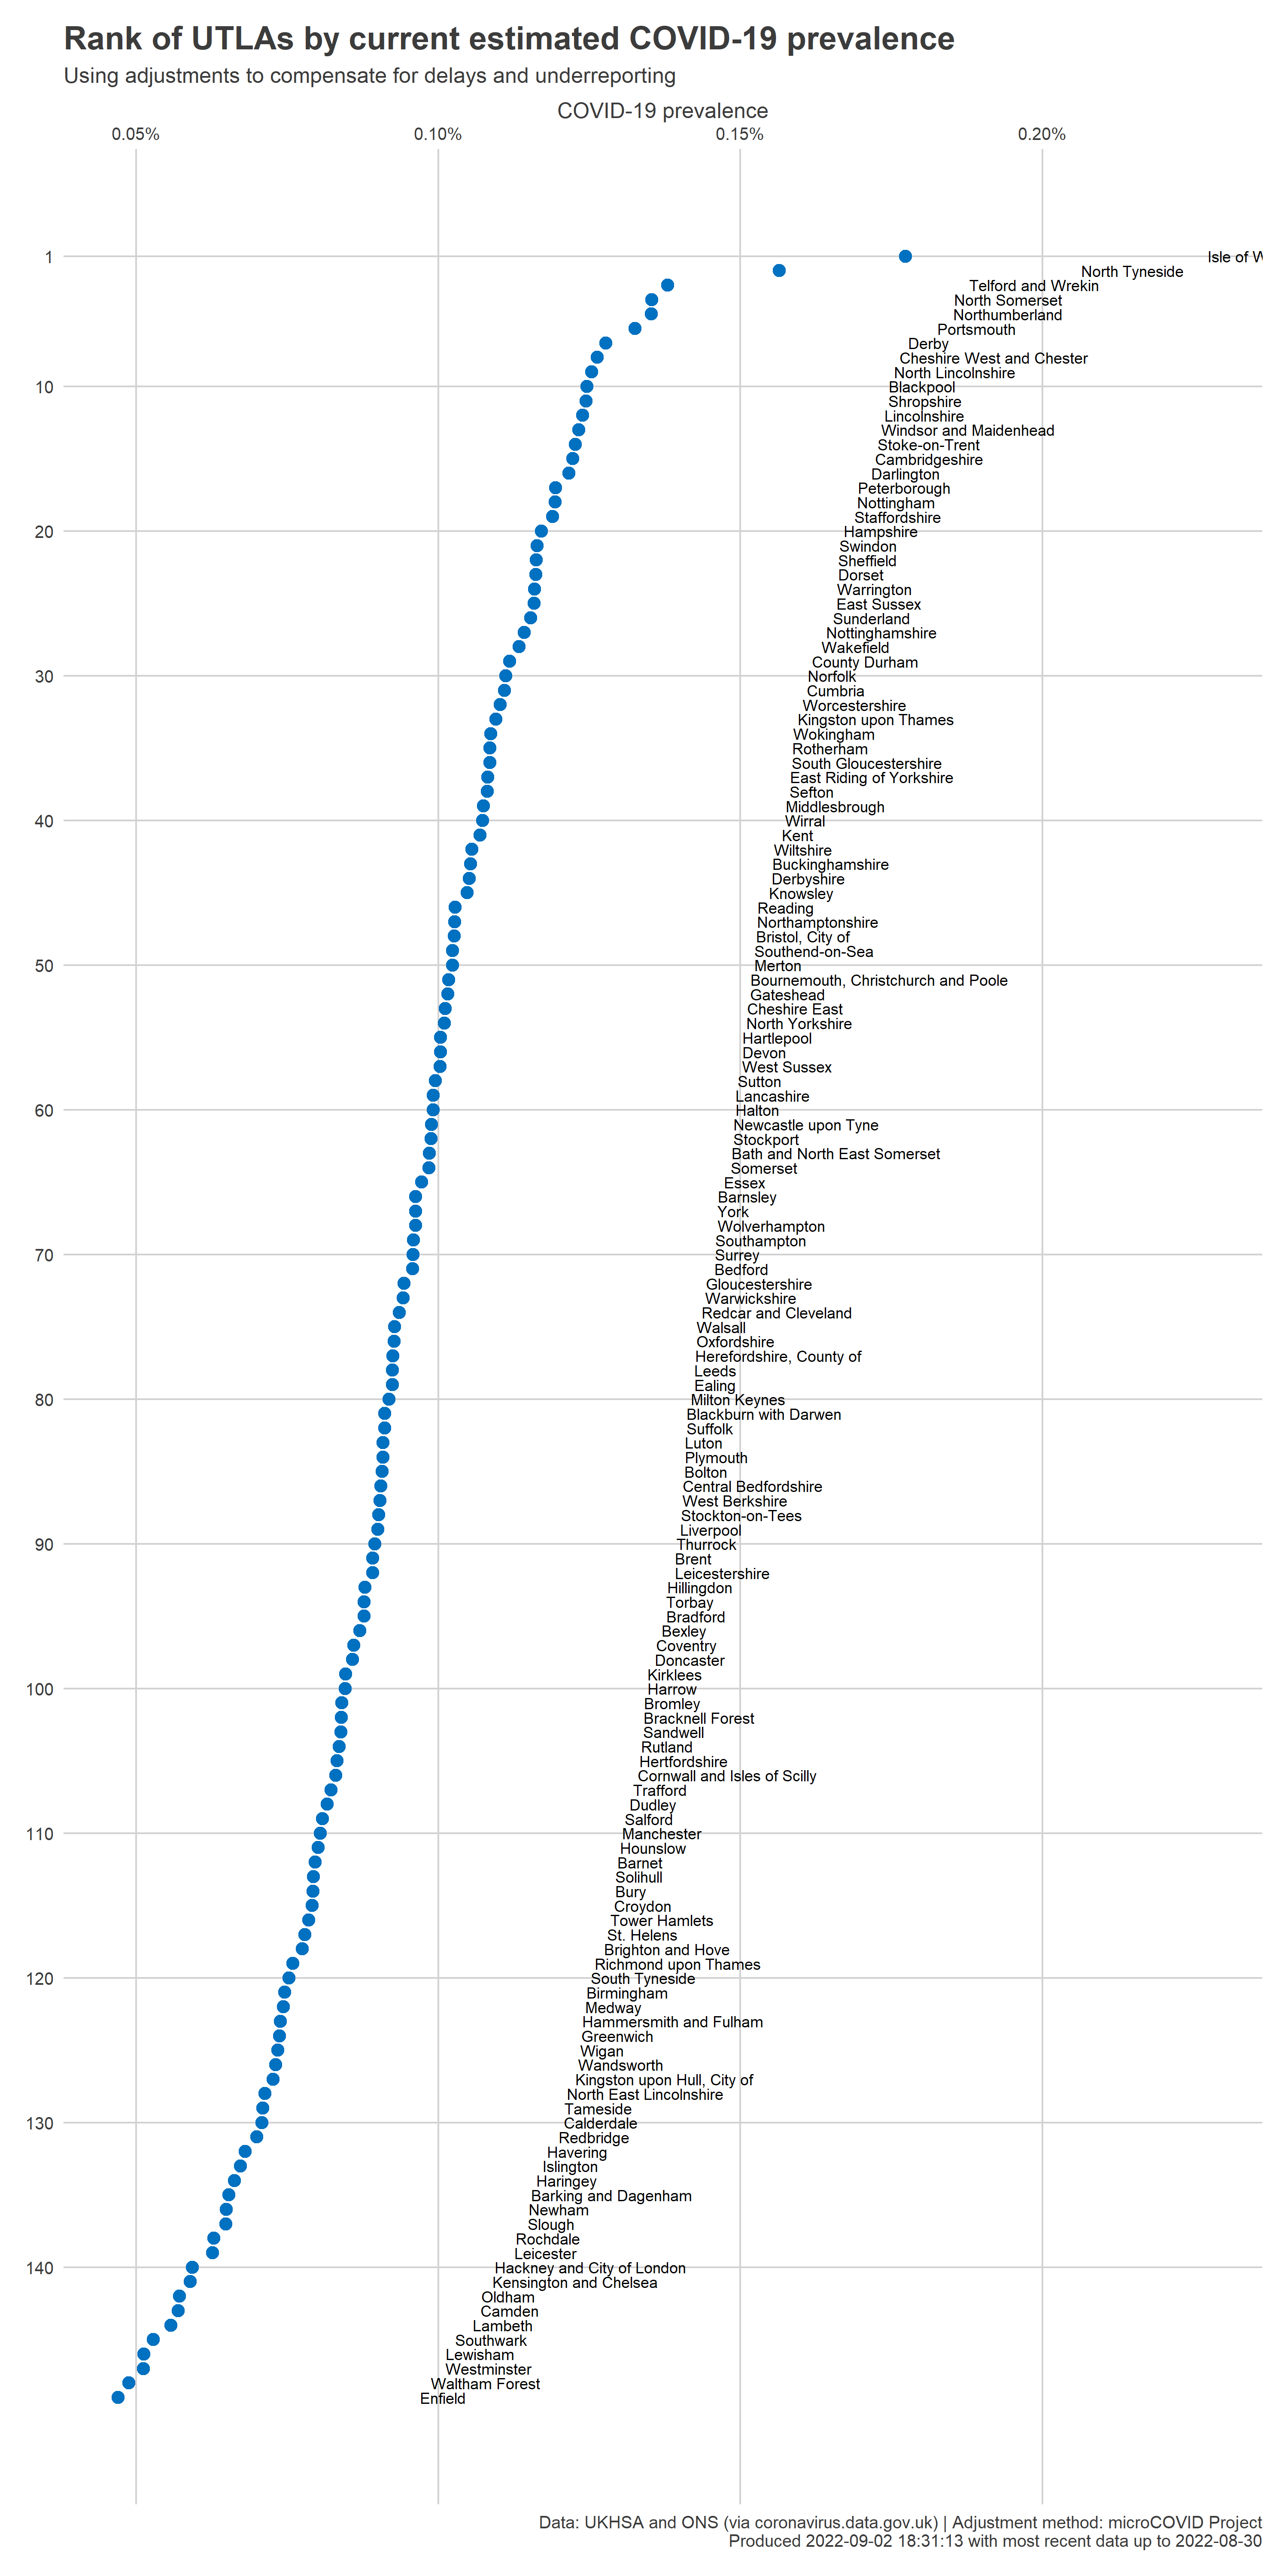 Rank of UTLAs by current estimated COVID-19 prevalence
Using adjustments to compensate for delays and underreporting
COVID-19 prevalence
0.05% 0.10% 0.15% 0.20%
1 Isle of W
North Tyneside
Telford and Wrekin
North Somerset
Northumberland
Portsmouth
Derby
Cheshire West and Chester
North Lincolnshire
10 Blackpool
Shropshire
Lincolnshire
Windsor and Maidenhead
Stoke-on-Trent
Cambridgeshire
Darlington
Peterborough
Nottingham
Staffordshire
20 Hampshire
Swindon
Sheffield
Dorset
Warrington
East Sussex
Sunderland
Nottinghamshire
Wakefield
County Durham
30 Norfolk
Cumbria
Worcestershire
Kingston upon Thames
Wokingham
Rotherham
South Gloucestershire
East Riding of Yorkshire
Sefton
Middlesbrough
40 Wirral
Kent
Wiltshire
Buckinghamshire
Derbyshire
Knowsley
Reading
Northamptonshire
Bristol, City of
Southend-on-Sea
50 Merton
Bournemouth, Christchurch and Poole
Gateshead
Cheshire East
North Yorkshire
Hartlepool
Devon
West Sussex
Sutton
Lancashire
60 Halton
Newcastle upon Tyne
Stockport
Bath and North East Somerset
Somerset
Essex
Barnsley
York
Wolverhampton
Southampton
70 Surrey
Bedford
Gloucestershire
Warwickshire
Redcar and Cleveland
Walsall
Oxfordshire
Herefordshire, County of
Leeds
Ealing
80 Milton Keynes
Blackburn with Darwen
Suffolk
Luton
Plymouth
Bolton
Central Bedfordshire
West Berkshire
Stockton-on-Tees
Liverpool
90 Thurrock
Brent
Leicestershire
Hillingdon
Torbay
Bradford
Bexley
Coventry
Doncaster
Kirklees
100 Harrow
Bromley
Bracknell Forest
Sandwell
Rutland
Hertfordshire
Cornwall and Isles of Scilly
Trafford
Dudley
Salford
110 Manchester
Hounslow
Barnet
Solihull
Bury
Croydon
Tower Hamlets
St. Helens
Brighton and Hove
Richmond upon Thames
120 South Tyneside
Birmingham
Medway
Hammersmith and Fulham
Greenwich
Wigan
Wandsworth
Kingston upon Hull, City of
North East Lincolnshire
Tameside
130 Calderdale
Redbridge
Havering
Islington
Haringey
Barking and Dagenham
Newham
Slough
Rochdale
Leicester
140 Hackney and City of London
Kensington and Chelsea
Oldham
Camden
Lambeth
Southwark
Lewisham
Westminster
Waltham Forest
Enfield
Data: UKHSA and ONS (via coronavirus.data.gov.uk) | Adjustment method: microCOVID Project
Produced 2022-09-02 18:31:13 with most recent data up to 2022-08-30